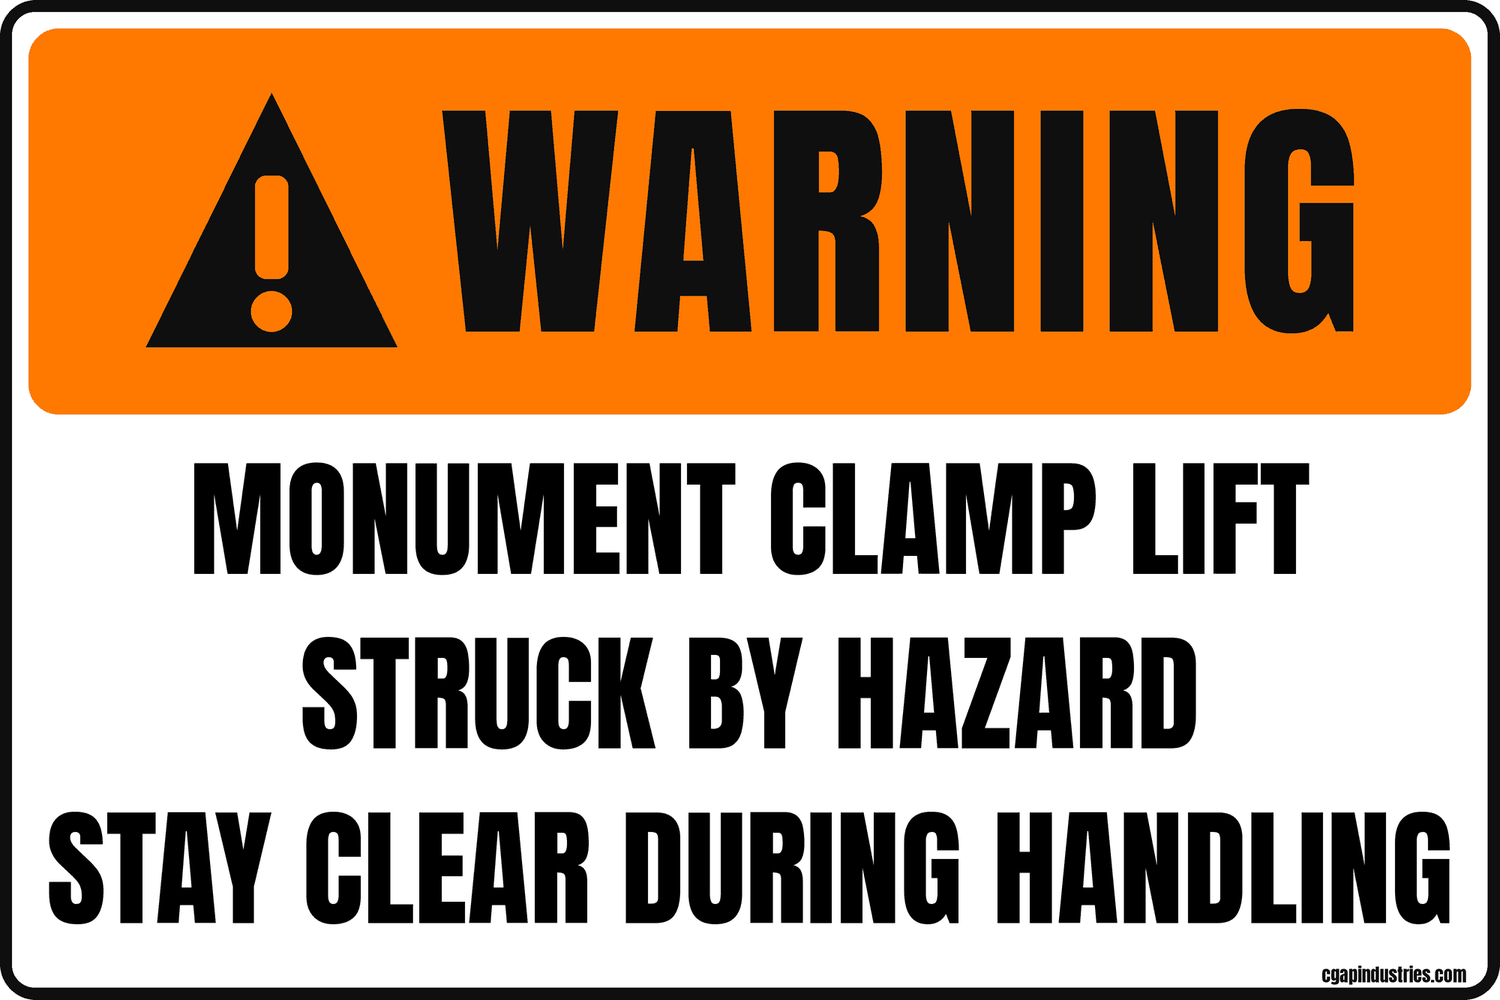 WARNING
MONUMENT CLAMP LIFT
STRUCK BY HAZARD
STAY CLEAR DURING HANDLING
cgapindustries.com